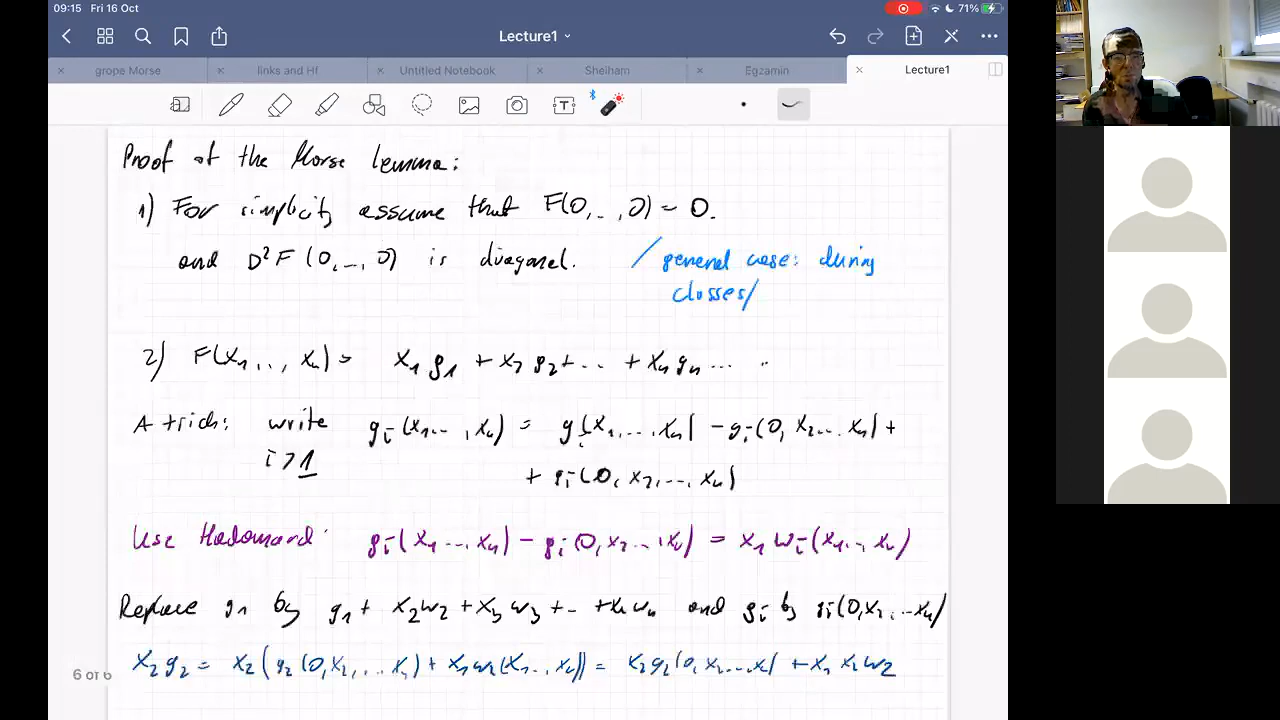 09:15 Fri 16 Oct
71%
Lecture1
grope Morse
links and Hf
Untitled Notebook
Sheiham
Egzamin
Lecture1
Proof of the Morse lemma:
1) For simplicity assume that F(0,..,0) = 0.
and D²F (0,...,0) is diagonal. /general case: during
classes/
2) F(x₁,..,xₙ) = x₁g₁ + x₂g₂+... + xₙgₙ...
A trick: write gᵢ(x₁...,xₙ) = gᵢ(x₁,...,xₙ) - gᵢ(0, x₂...xₙ) +
i>1 + gᵢ(0, x₂,...,xₙ)
Use Hadamard: gᵢ(x₁...,xₙ) - gᵢ(0,x₂...,xₙ) = x₁wᵢ(x₁..,xₙ)
Replace g₁ by g₁ + x₂w₂ + x₃w₃ +.. +xₙwₙ and gᵢ by gᵢ(0,x₂,...xₙ)
x₂g₂ = x₂(g₂(0,x₂,...xₙ) + x₁w₂(x₁..,xₙ)) = x₂g₂(0,x₂...xₙ) + x₁x₂w₂
6 of 6